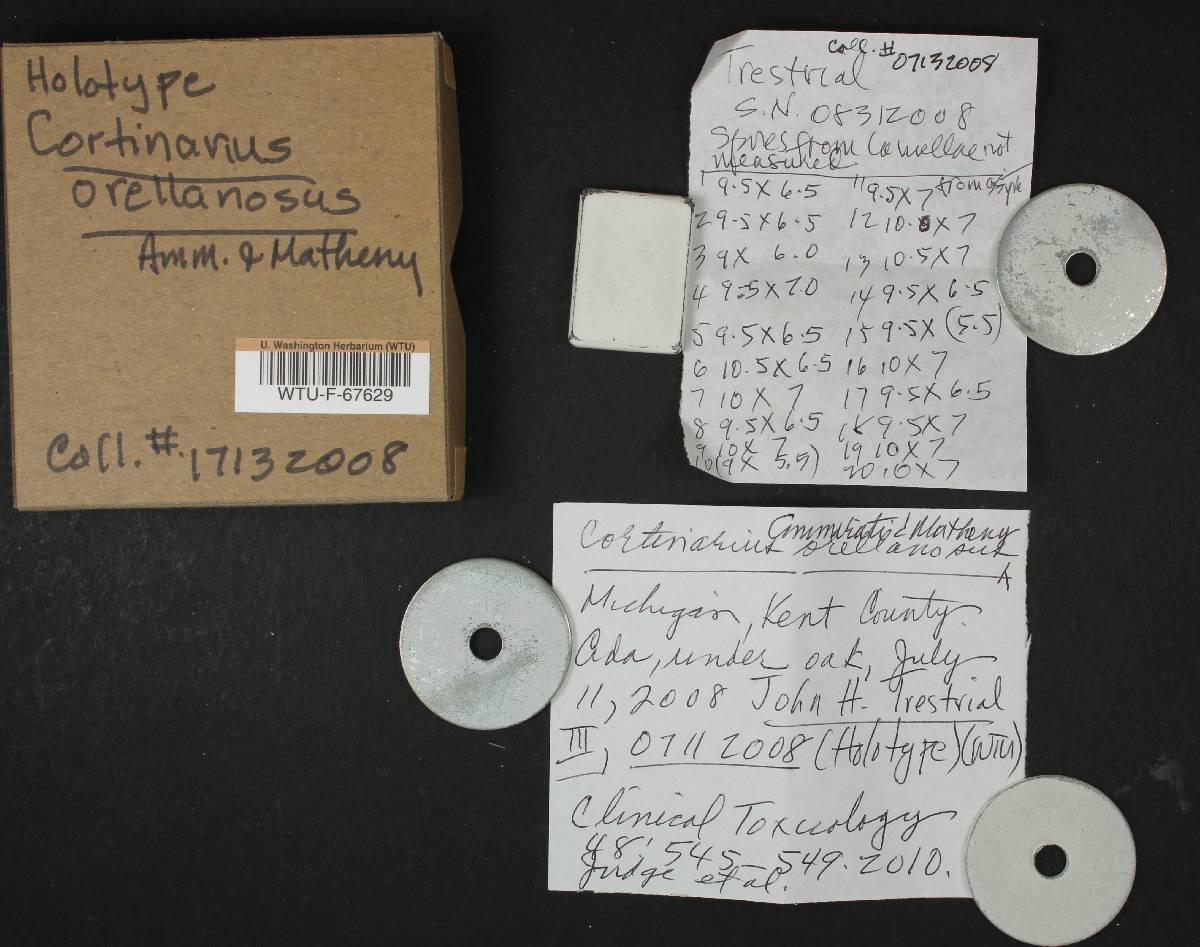 Holotype
Cortinarius
orellanosus
Amm. & Matheny
U. Washington Herbarium (WTU)
WTU-F-67629
Coll. #. 17132008
Coll. # 07132008
Trestrial
S.N. 08312008
Spores from Lamellae not
measured. from
1 9.5 X 6.5 11 9.5 X 7
2 9.5 X 6.5 12 10.0 X 7
3 9 X 6.0 13 10.5 X 7
4 9.5 X 7.0 14 9.5 X 6.5
5 9.5 X 6.5 15 9.5 X (5.5)
6 10.5 X 6.5 16 10 X 7
7 10 X 7 17 9.5 X 6.5
8 9.5 X 6.5 18 9.5 X 7
9 10 X 7 19 10 X 7
10 (9 X 5.5) 20 10 X 7
Ammirati & Matheny
Cortinarius orellanosus
Michigan, Kent County.
Ada, under oak, July
11, 2008 John H. Trestrial
III, 07112008 (Holotype) (WTU)
Clinical Toxicology
48: 545-549. 2010.
Judge et al.